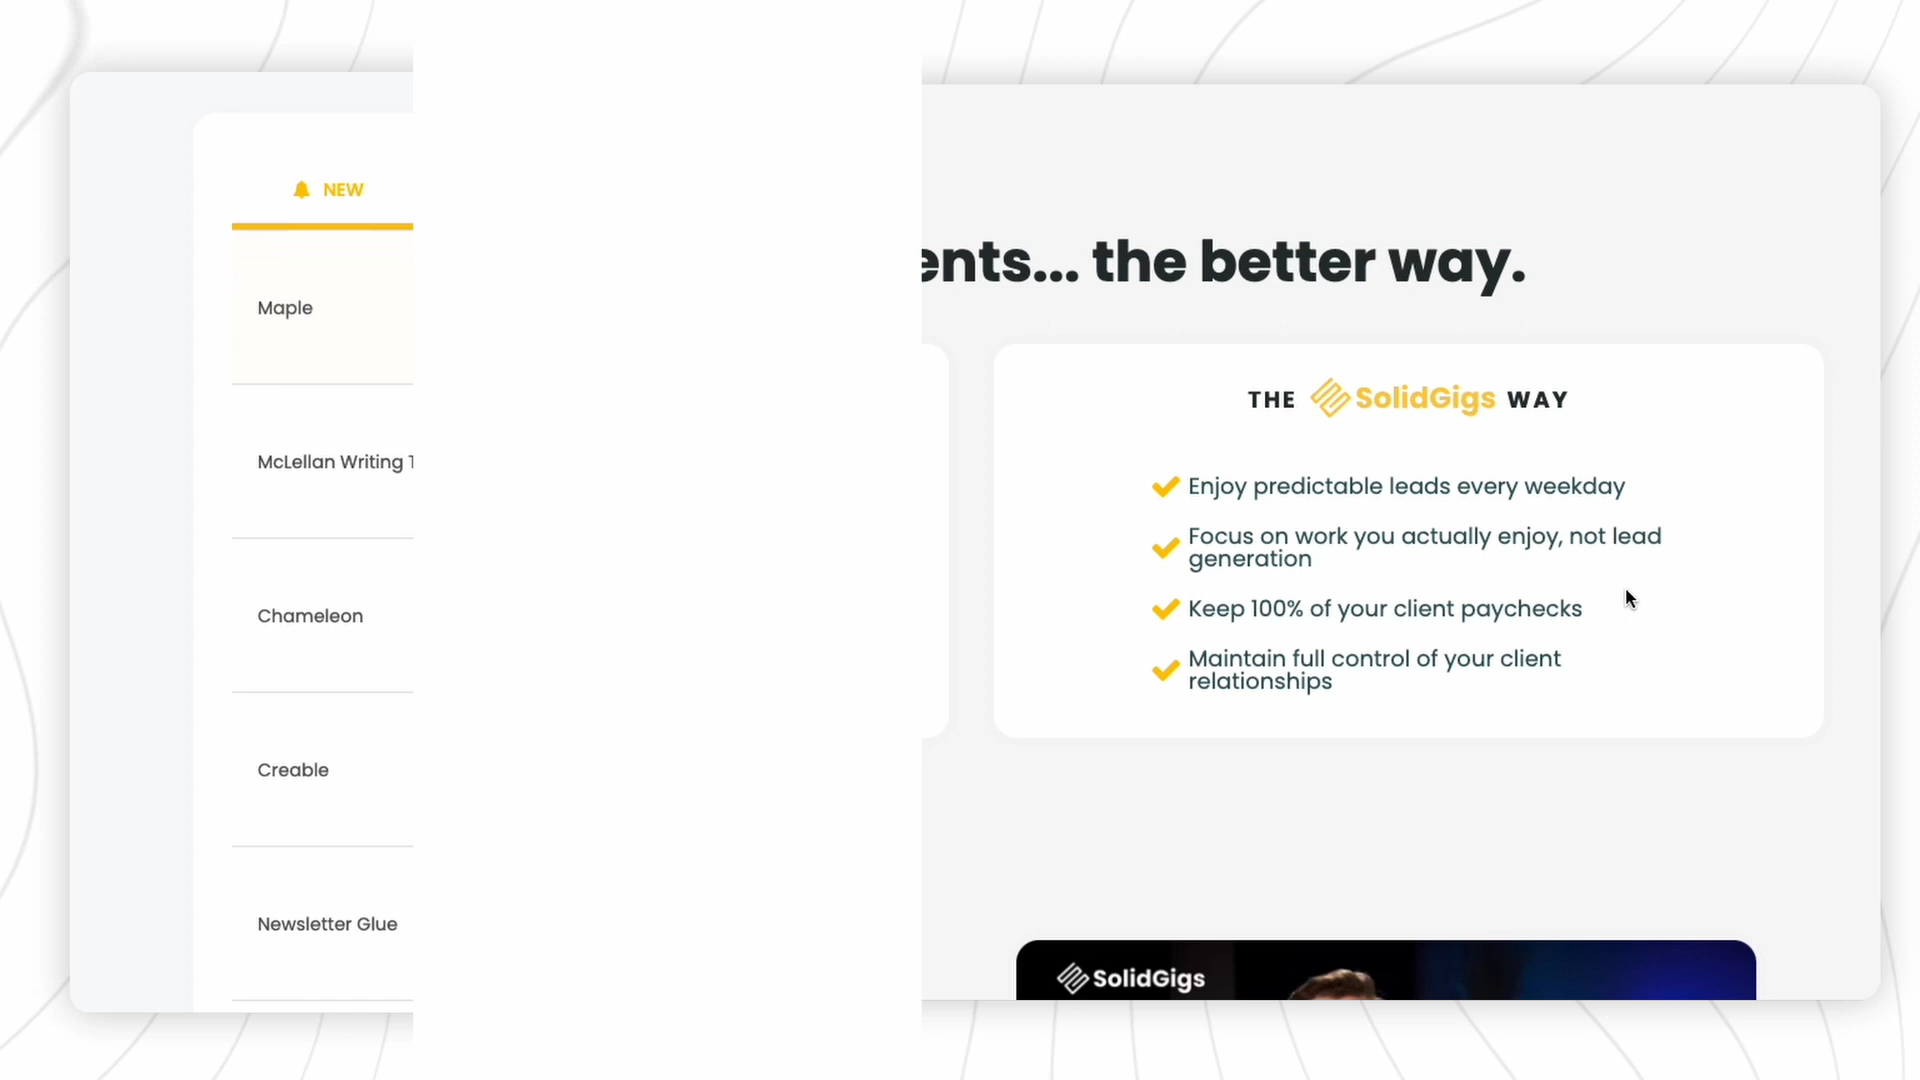 NEW
Maple
McLellan Writing
Chameleon
Creable
Newsletter Glue
the better way.
THE SolidGigs WAY
Enjoy predictable leads every weekday
Focus on work you actually enjoy, not lead
generation
Keep 100% of your client paychecks
Maintain full control of your client
relationships
SolidGigs